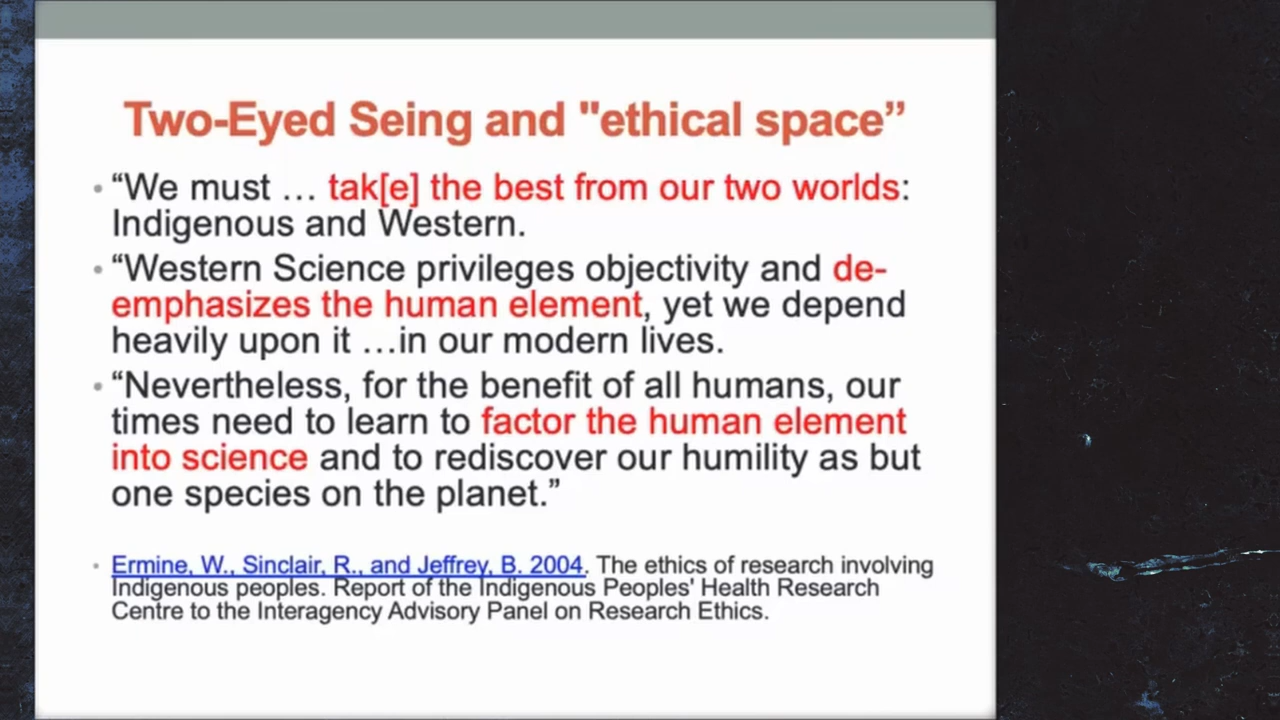 Two-Eyed Seing and "ethical space”
“We must … tak[e] the best from our two worlds:
Indigenous and Western.
“Western Science privileges objectivity and de-
emphasizes the human element, yet we depend
heavily upon it …in our modern lives.
“Nevertheless, for the benefit of all humans, our
times need to learn to factor the human element
into science and to rediscover our humility as but
one species on the planet.”
Ermine, W., Sinclair, R., and Jeffrey, B. 2004. The ethics of research involving
Indigenous peoples. Report of the Indigenous Peoples' Health Research
Centre to the Interagency Advisory Panel on Research Ethics.